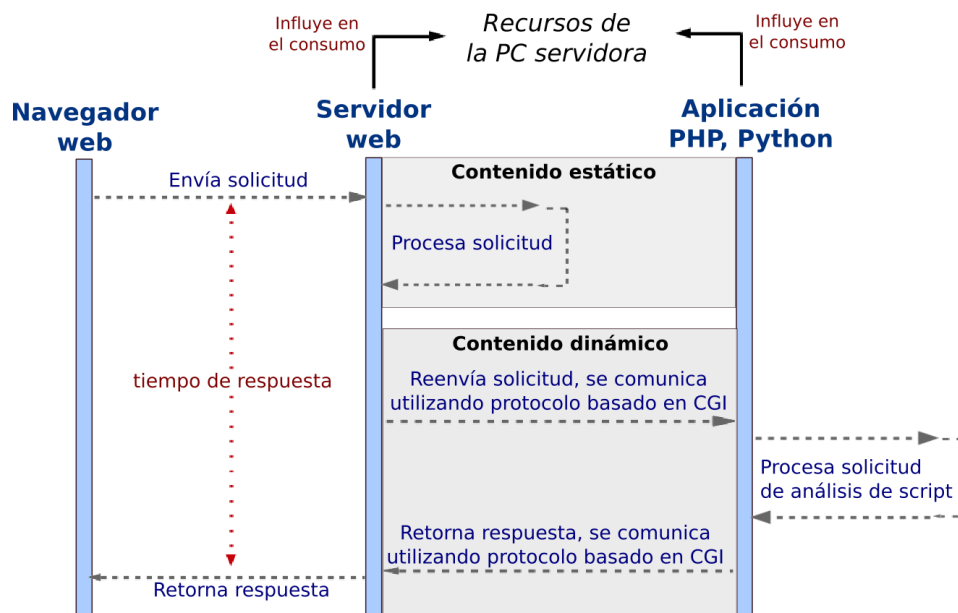 Influye en
el consumo
Recursos de
la PC servidora
Influye en
el consumo
Navegador
web
Servidor
web
Aplicación
PHP, Python
Contenido estático
Envía solicitud
Procesa solicitud
Contenido dinámico
tiempo de respuesta
Reenvía solicitud, se comunica
utilizando protocolo basado en CGI
Procesa solicitud
de análisis de script
Retorna respuesta, se comunica
utilizando protocolo basado en CGI
Retorna respuesta